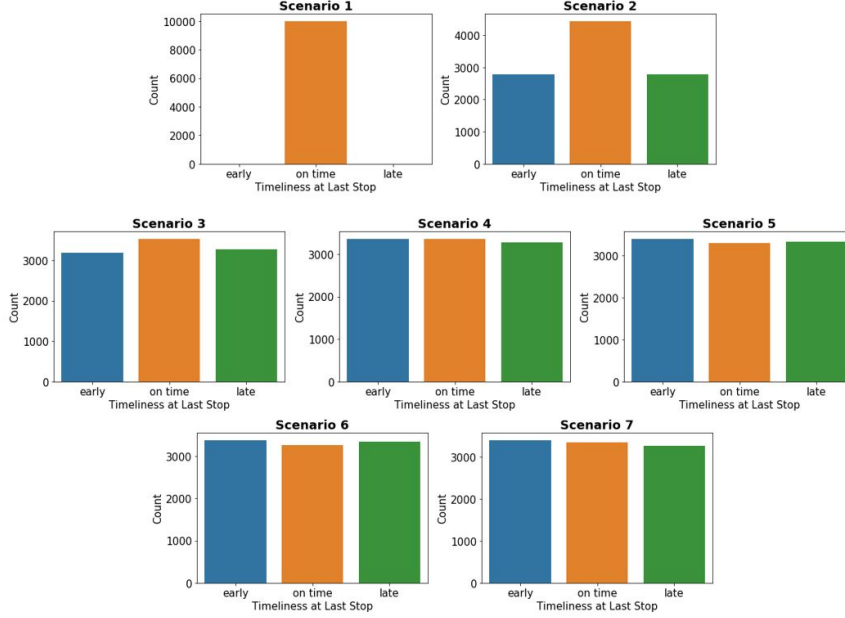 Scenario 1
10000
8000
6000
4000
2000
0
Count
early on time late
Timeliness at Last Stop
Scenario 2
4000
3000
2000
1000
0
Count
early on time late
Timeliness at Last Stop
Scenario 3
3000
2000
1000
0
Count
early on time late
Timeliness at Last Stop
Scenario 4
3000
2000
1000
0
Count
early on time late
Timeliness at Last Stop
Scenario 5
3000
2000
1000
0
Count
early on time late
Timeliness at Last Stop
Scenario 6
3000
2000
1000
0
Count
early on time late
Timeliness at Last Stop
Scenario 7
3000
2000
1000
0
Count
early on time late
Timeliness at Last Stop